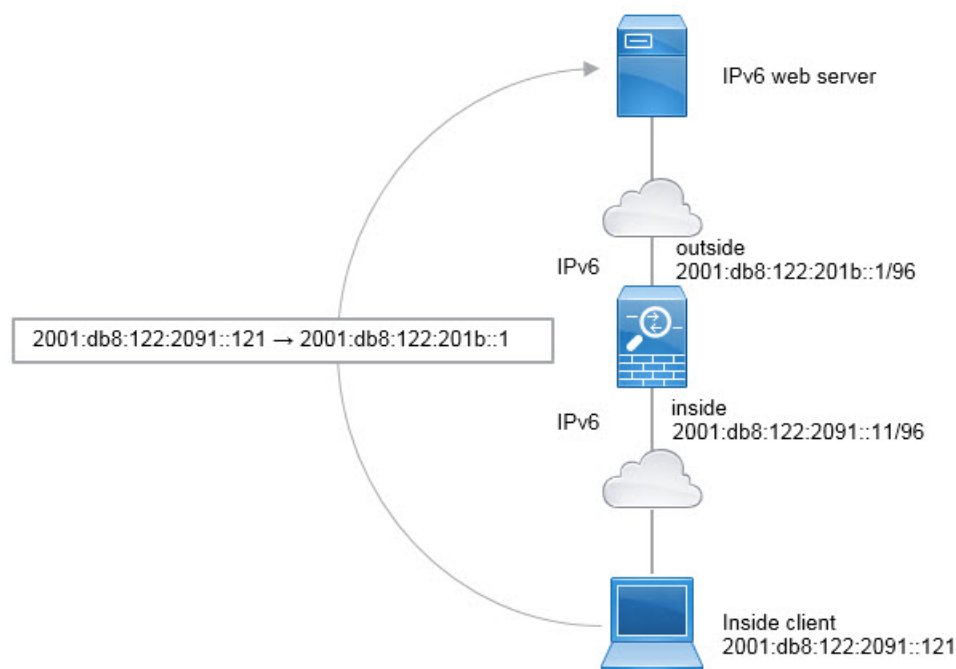 IPv6 web server
outside
IPv6
2001:db8:122:201b::1/96
2001:db8:122:2091::121 → 2001:db8:122:201b::1
inside
IPv6
2001:db8:122:2091::11/96
Inside client
2001:db8:122:2091::121